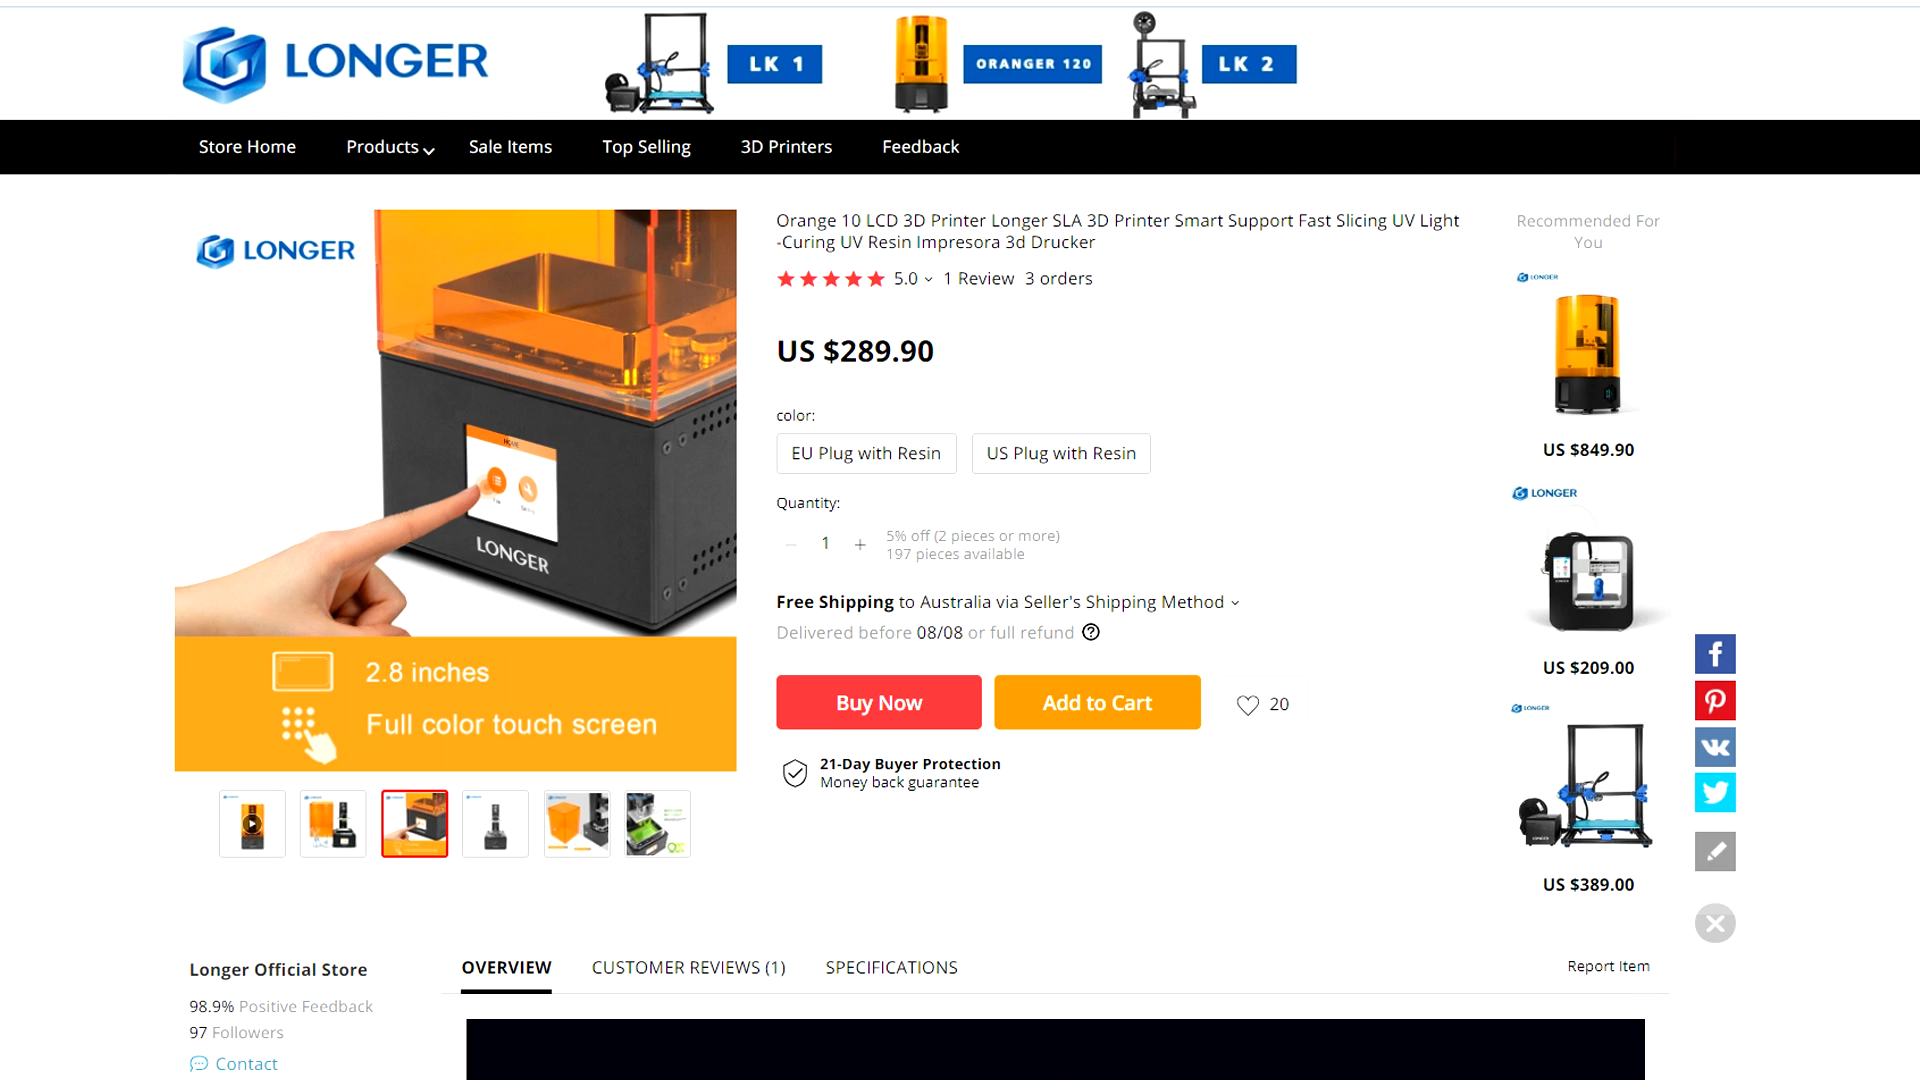 LONGER
LK 1
ORANGER 120
LK 2
Store Home
Products
Sale Items
Top Selling
3D Printers
Feedback
LONGER
LONGER
2.8 inches
Full color touch screen
Orange 10 LCD 3D Printer Longer SLA 3D Printer Smart Support Fast Slicing UV Light
-Curing UV Resin Impresora 3d Drucker
5.0
1 Review
3 orders
US $289.90
color:
EU Plug with Resin
US Plug with Resin
Quantity:
1
5% off (2 pieces or more)
197 pieces available
Free Shipping to Australia via Seller's Shipping Method
Delivered before 08/08 or full refund
Buy Now
Add to Cart
20
21-Day Buyer Protection
Money back guarantee
Recommended For
You
LONGER
US $849.90
LONGER
US $209.00
LONGER
US $389.00
Longer Official Store
98.9% Positive Feedback
97 Followers
Contact
OVERVIEW
CUSTOMER REVIEWS (1)
SPECIFICATIONS
Report Item